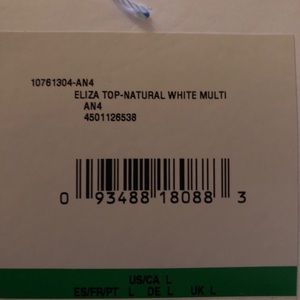 10761304-AN4
ELIZA TOP-NATURAL WHITE MULTI
AN4
4501126538
0 93488 18088 3
US/CA L
ES/FR/PT L DE L UK L